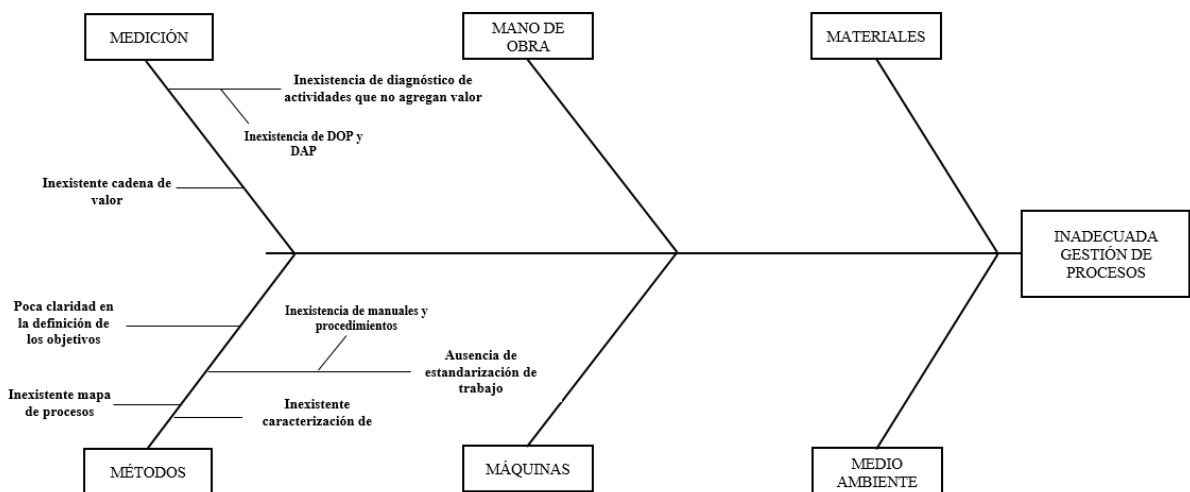 MEDICIÓN
MANO DE
OBRA
MATERIALES
Inexistencia de diagnóstico de
actividades que no agregan valor
Inexistencia de DOP y
DAP
Inexistente cadena de
valor
INADECUADA
GESTIÓN DE
PROCESOS
Poca claridad en
la definición de
los objetivos
Inexistencia de manuales y
procedimientos
Ausencia de
estandarización de
trabajo
Inexistente mapa
de procesos
Inexistente
caracterización de
MÉTODOS
MÁQUINAS
MEDIO
AMBIENTE